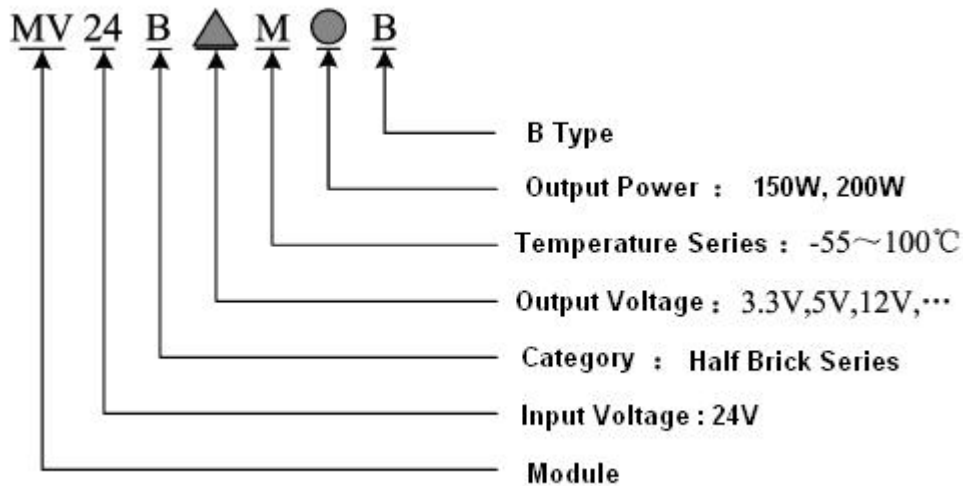 MV 24 B M B
B Type
Output Power ： 150W, 200W
Temperature Series ： -55～100℃
Output Voltage ： 3.3V,5V,12V,⋯
Category ： Half Brick Series
Input Voltage : 24V
Module